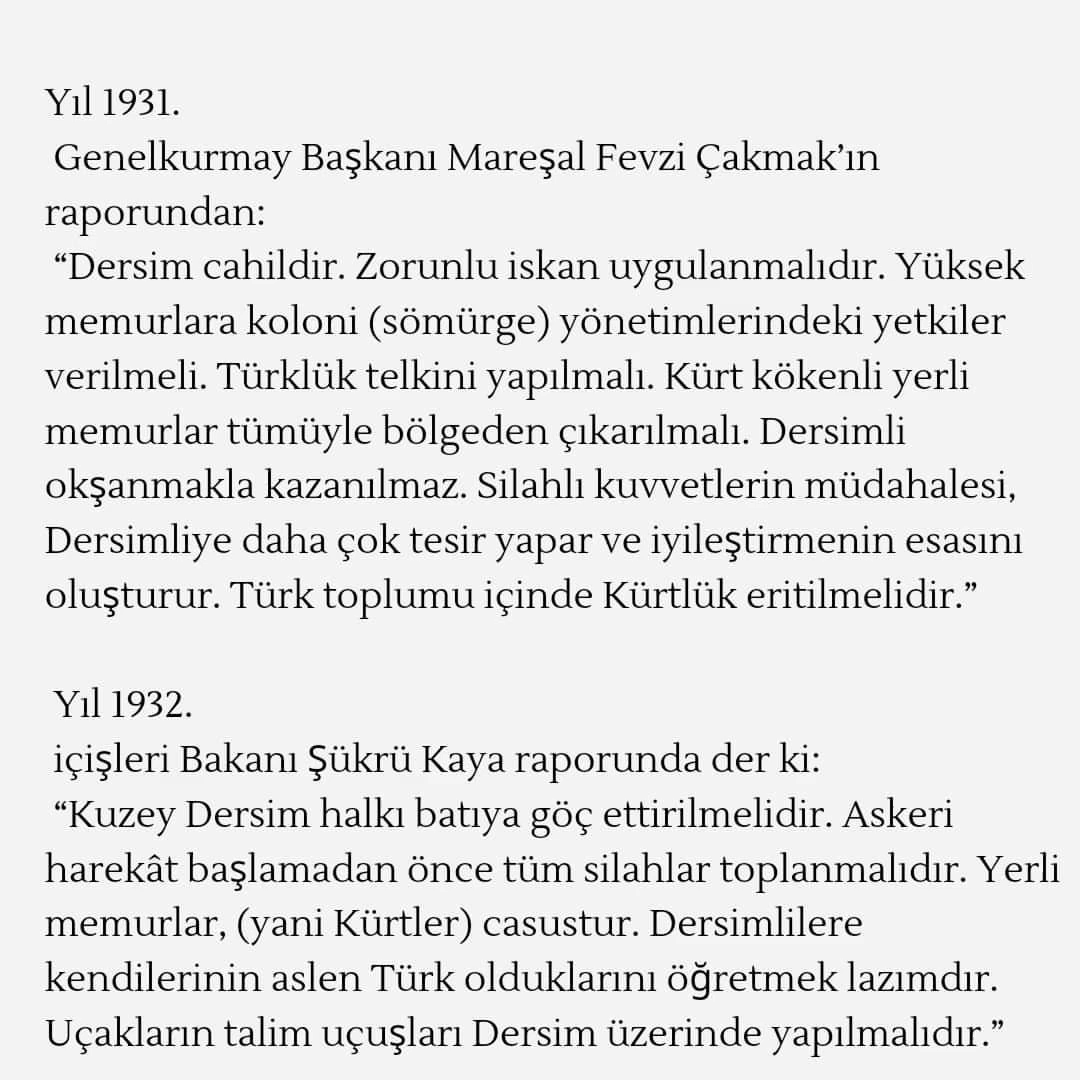 Yıl 1931.
Genelkurmay Başkanı Mareşal Fevzi Çakmak’ın
raporundan:
“Dersim cahildir. Zorunlu iskan uygulanmalıdır. Yüksek
memurlara koloni (sömürge) yönetimlerindeki yetkiler
verilmeli. Türklük telkini yapılmalı. Kürt kökenli yerli
memurlar tümüyle bölgeden çıkarılmalı. Dersimli
okşanmakla kazanılmaz. Silahlı kuvvetlerin müdahalesi,
Dersimliye daha çok tesir yapar ve iyileştirmenin esasını
oluşturur. Türk toplumu içinde Kürtlük eritilmelidir.”
Yıl 1932.
içişleri Bakanı Şükrü Kaya raporunda der ki:
“Kuzey Dersim halkı batıya göç ettirilmelidir. Askeri
harekât başlamadan önce tüm silahlar toplanmalıdır. Yerli
memurlar, (yani Kürtler) casustur. Dersimlilere
kendilerinin aslen Türk olduklarını öğretmek lazımdır.
Uçakların talim uçuşları Dersim üzerinde yapılmalıdır.”